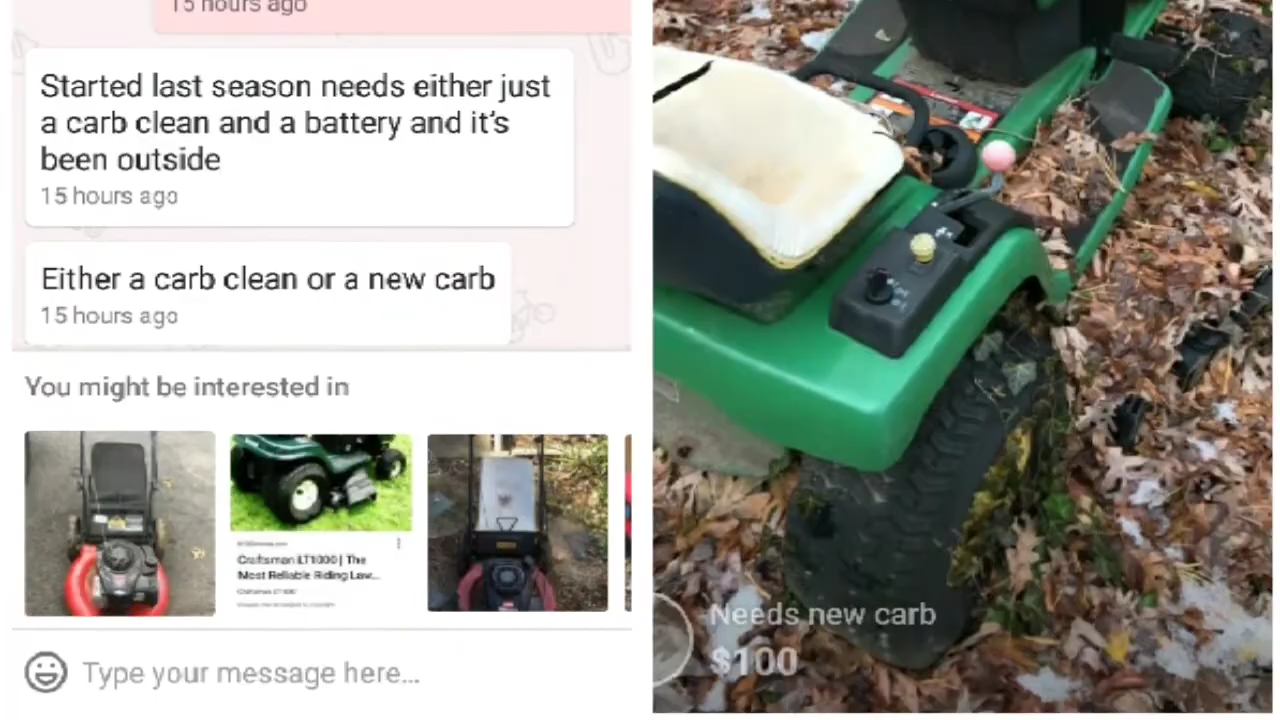 15 hours ago
Started last season needs either just
a carb clean and a battery and it's
been outside
15 hours ago
Either a carb clean or a new carb
15 hours ago
You might be interested in
Craftsman LT1000 | The
Most Reliable Riding Law...
Craftsman LT1000
Type your message here...
Needs new carb
$100